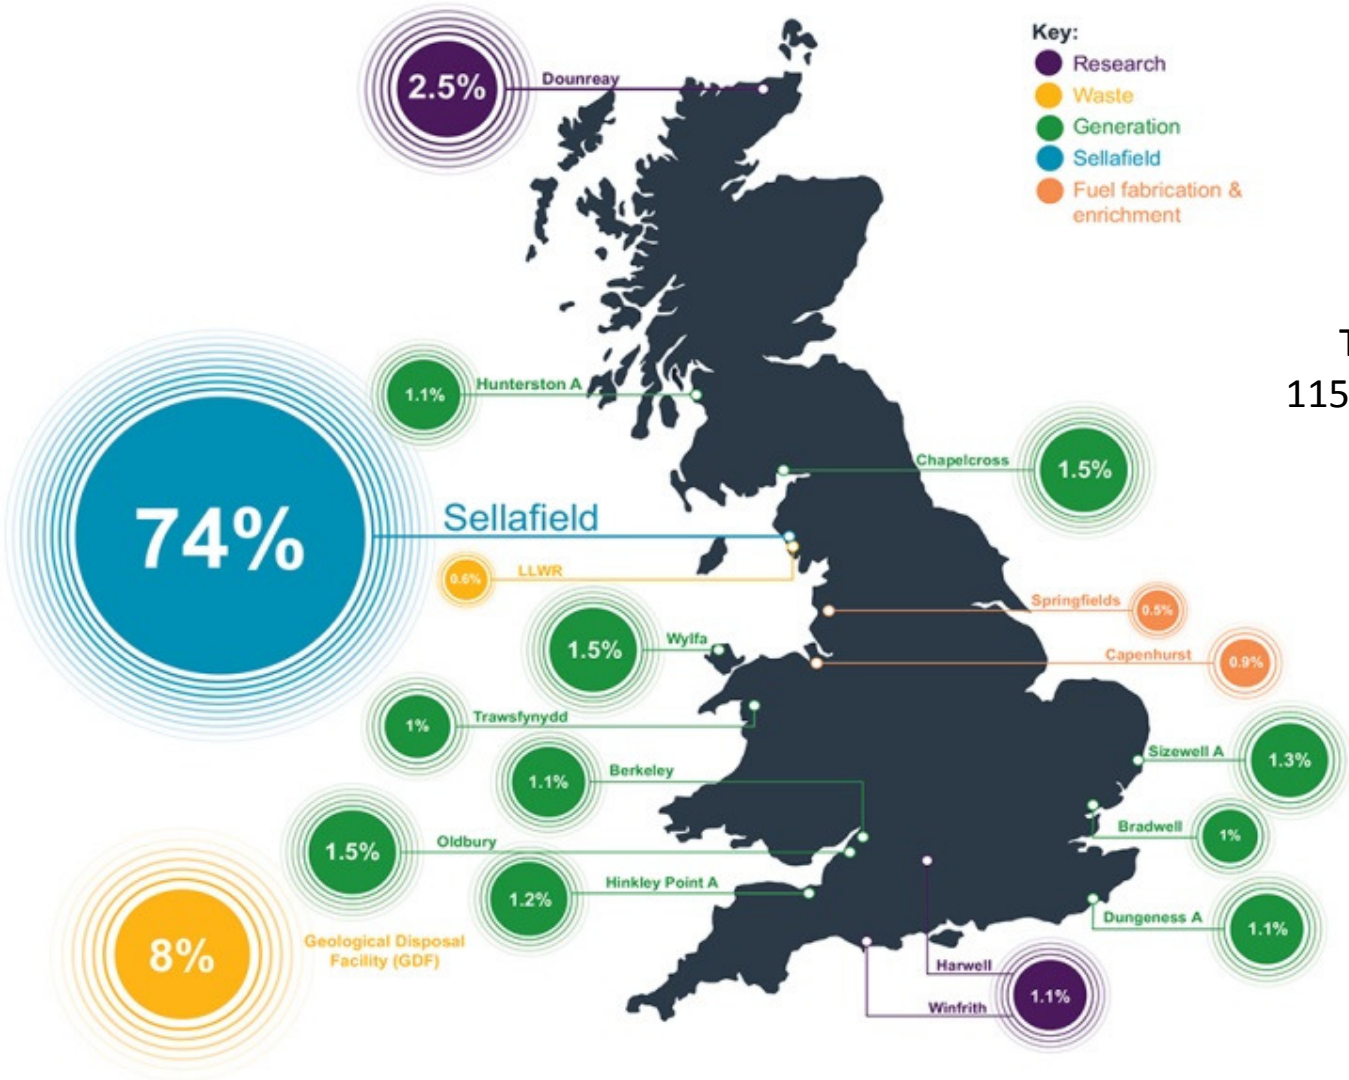 Key:
Research
Waste
Generation
Sellafield
Fuel fabrication &
enrichment
2.5%
Dounreay
T
115
1.1%
Hunterston A
Chapelcross
1.5%
74%
Sellafield
0.6%
LLWR
Springfields
0.5%
1.5%
Wylfa
Capenhurst
0.9%
1%
Trawsfynydd
Sizewell A
1.3%
1.1%
Berkeley
Bradwell
1%
1.5%
Oldbury
1.2%
Hinkley Point A
Dungeness A
1.1%
8%
Geological Disposal
Facility (GDF)
Harwell
Winfrith
1.1%